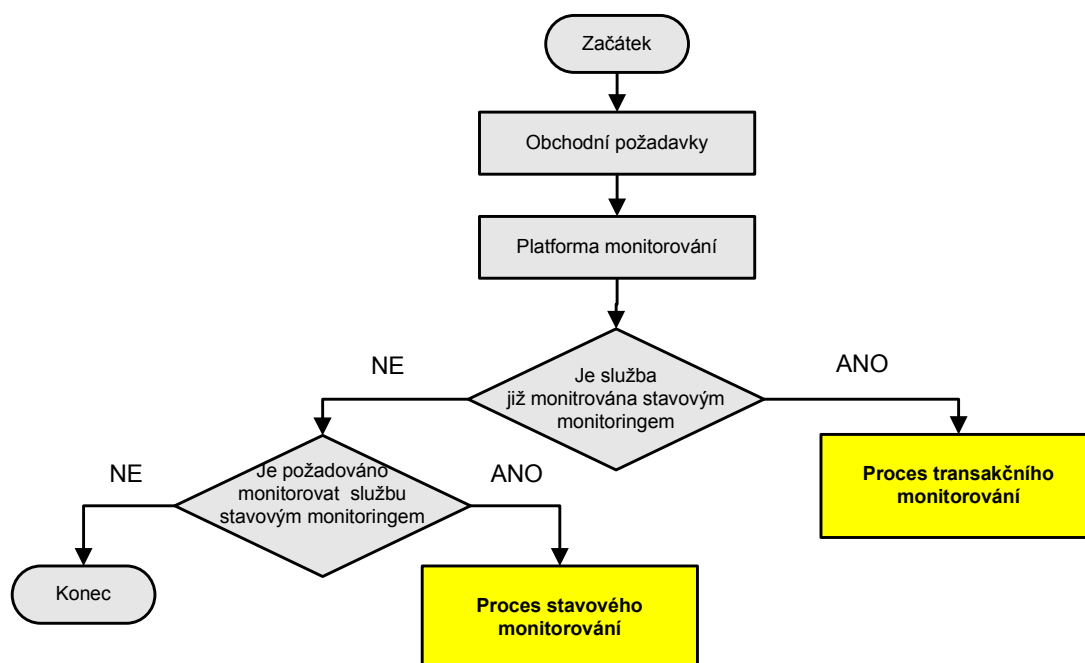 Začátek
Obchodní požadavky
Platforma monitorování
NE
ANO
Je služba
již monitrována stavovým
monitoringem
NE
Je požadováno
monitorovat službu
stavovým monitoringem
ANO
Proces transakčního
monitorování
Konec
Proces stavového
monitorování